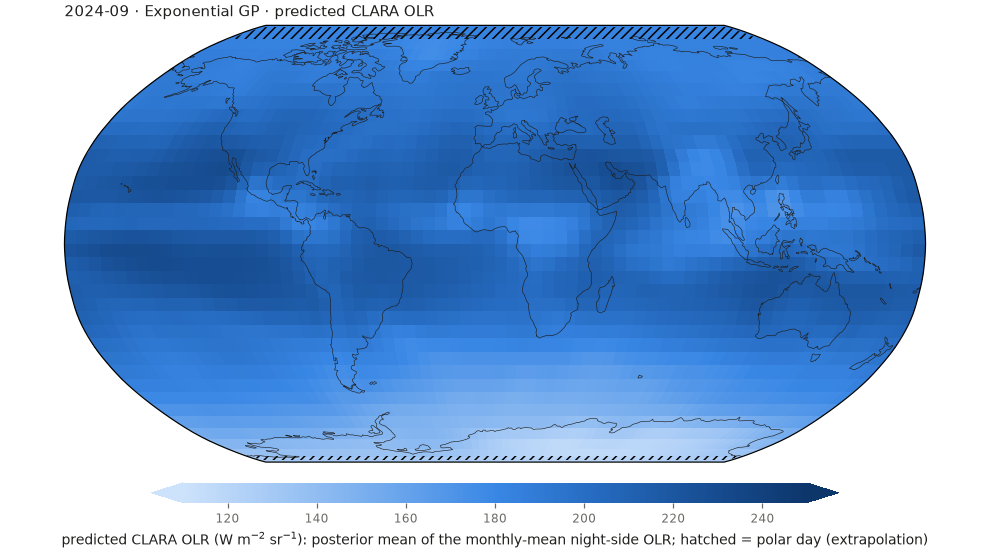 2024-09 · Exponential GP · predicted CLARA OLR
120 140 160 180 200 220 240
predicted CLARA OLR (W m⁻² sr⁻¹): posterior mean of the monthly-mean night-side OLR; hatched = polar day (extrapolation)